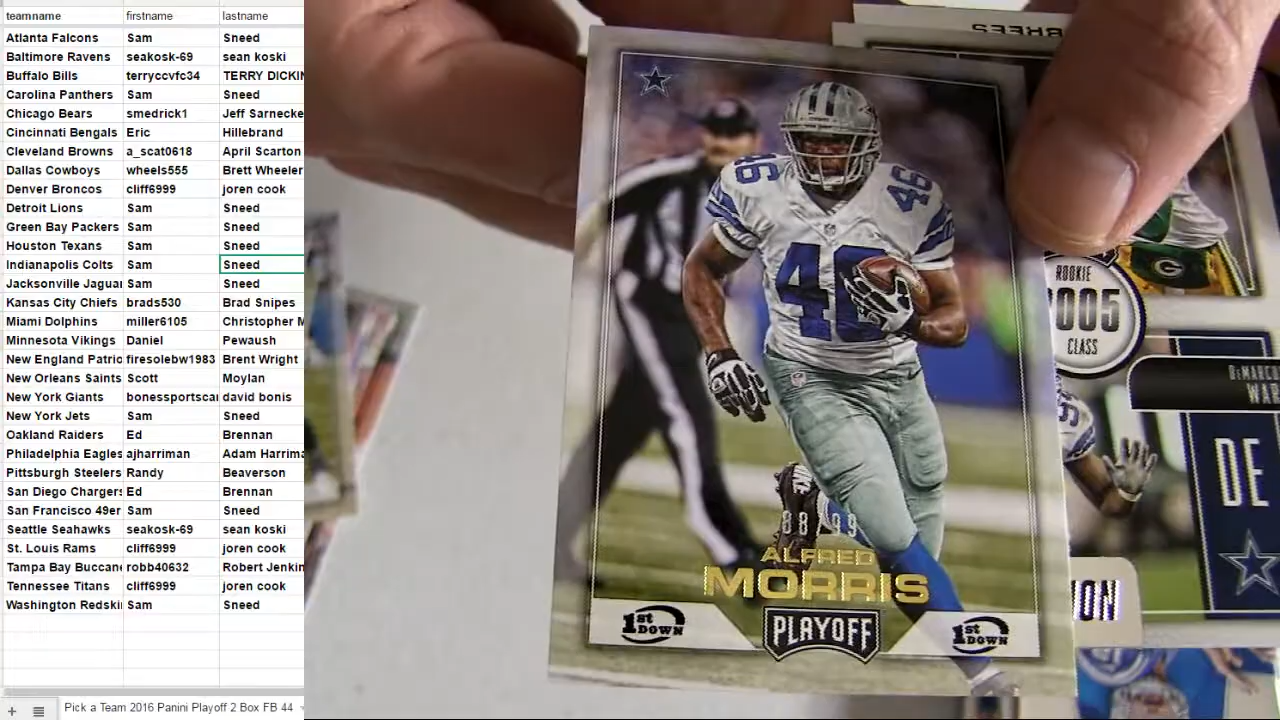 teamname firstname lastname
Atlanta Falcons Sam Sneed
Baltimore Ravens seakosk-69 sean koski
Buffalo Bills terryccvfc34 TERRY DICKIN
Carolina Panthers Sam Sneed
Chicago Bears smedrick1 Jeff Sarnecke
Cincinnati Bengals Eric Hillebrand
Cleveland Browns a_scat0618 April Scarton
Dallas Cowboys wheels555 Brett Wheeler
Denver Broncos cliff6999 joren cook
Detroit Lions Sam Sneed
Green Bay Packers Sam Sneed
Houston Texans Sam Sneed
Indianapolis Colts Sam Sneed
Jacksonville Jaguar Sam Sneed
Kansas City Chiefs brads530 Brad Snipes
Miami Dolphins miller6105 Christopher M
Minnesota Vikings Daniel Pewaush
New England Patrio firesolebw1983 Brent Wright
New Orleans Saints Scott Moylan
New York Giants bonessportscar david bonis
New York Jets Sam Sneed
Oakland Raiders Ed Brennan
Philadelphia Eagles ajharriman Adam Harrima
Pittsburgh Steelers Randy Beaverson
San Diego Chargers Ed Brennan
San Francisco 49er Sam Sneed
Seattle Seahawks seakosk-69 sean koski
St. Louis Rams cliff6999 joren cook
Tampa Bay Buccane robb40632 Robert Jenkin
Tennessee Titans cliff6999 joren cook
Washington Redski Sam Sneed
Pick a Team 2016 Panini Playoff 2 Box FB 44
BREES
46 46
46
88 99
ALFRED
MORRIS
1st DOWN
PLAYOFF
1st DOWN
G
ROOKIE
2005
CLASS
DEMARCU
WAR
DE
ION